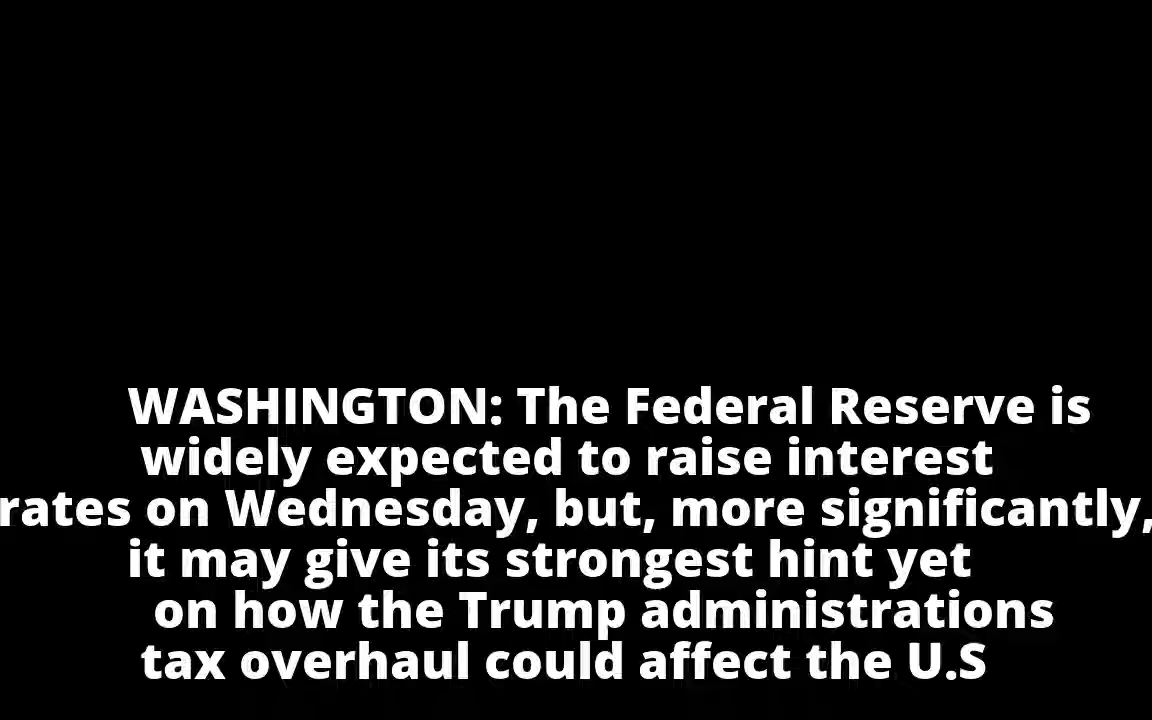 WASHINGTON: The Federal Reserve is
widely expected to raise interest
rates on Wednesday, but, more significantly,
it may give its strongest hint yet
on how the Trump administrations
tax overhaul could affect the U.S